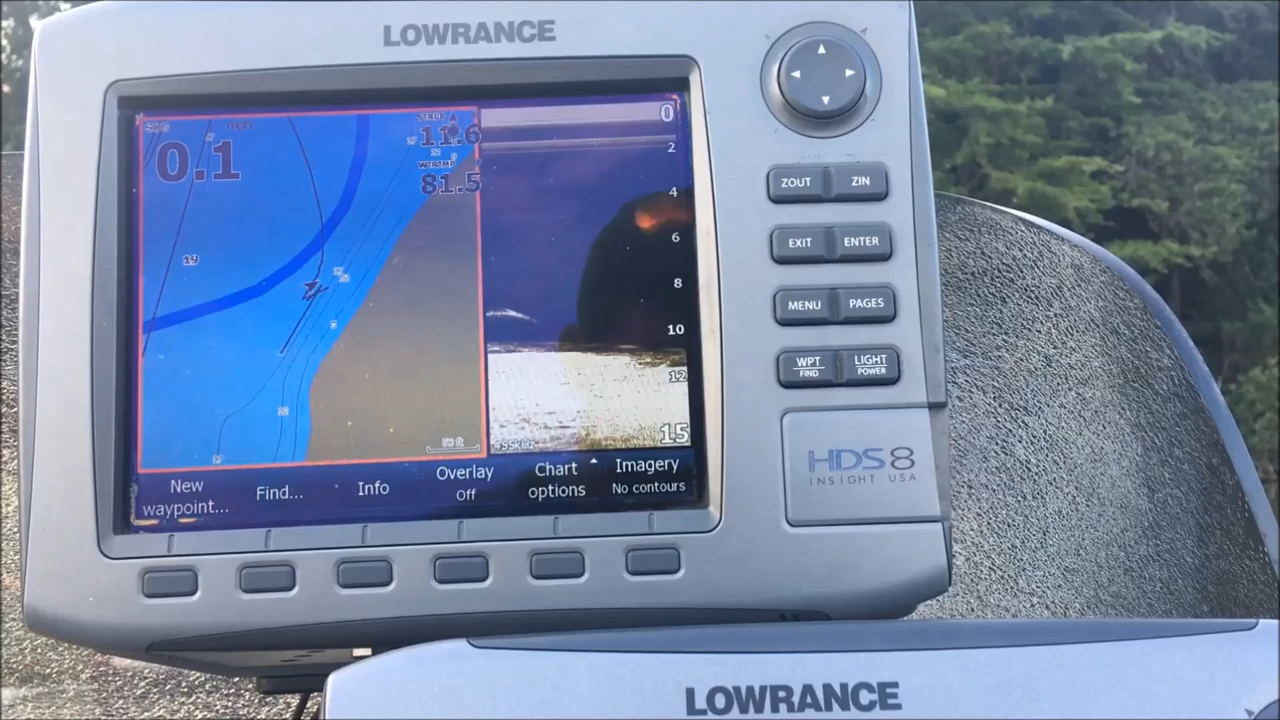 LOWRANCE
0.1
11.6
81.5
19
0
2
4
6
8
10
12
15
455kHz
New
waypoint...
Find...
Info
Overlay
Off
Chart
options
Imagery
No contours
ZOUT
ZIN
EXIT
ENTER
MENU
PAGES
WPT
FIND
LIGHT
POWER
HDS8
INSIGHT USA
LOWRANCE